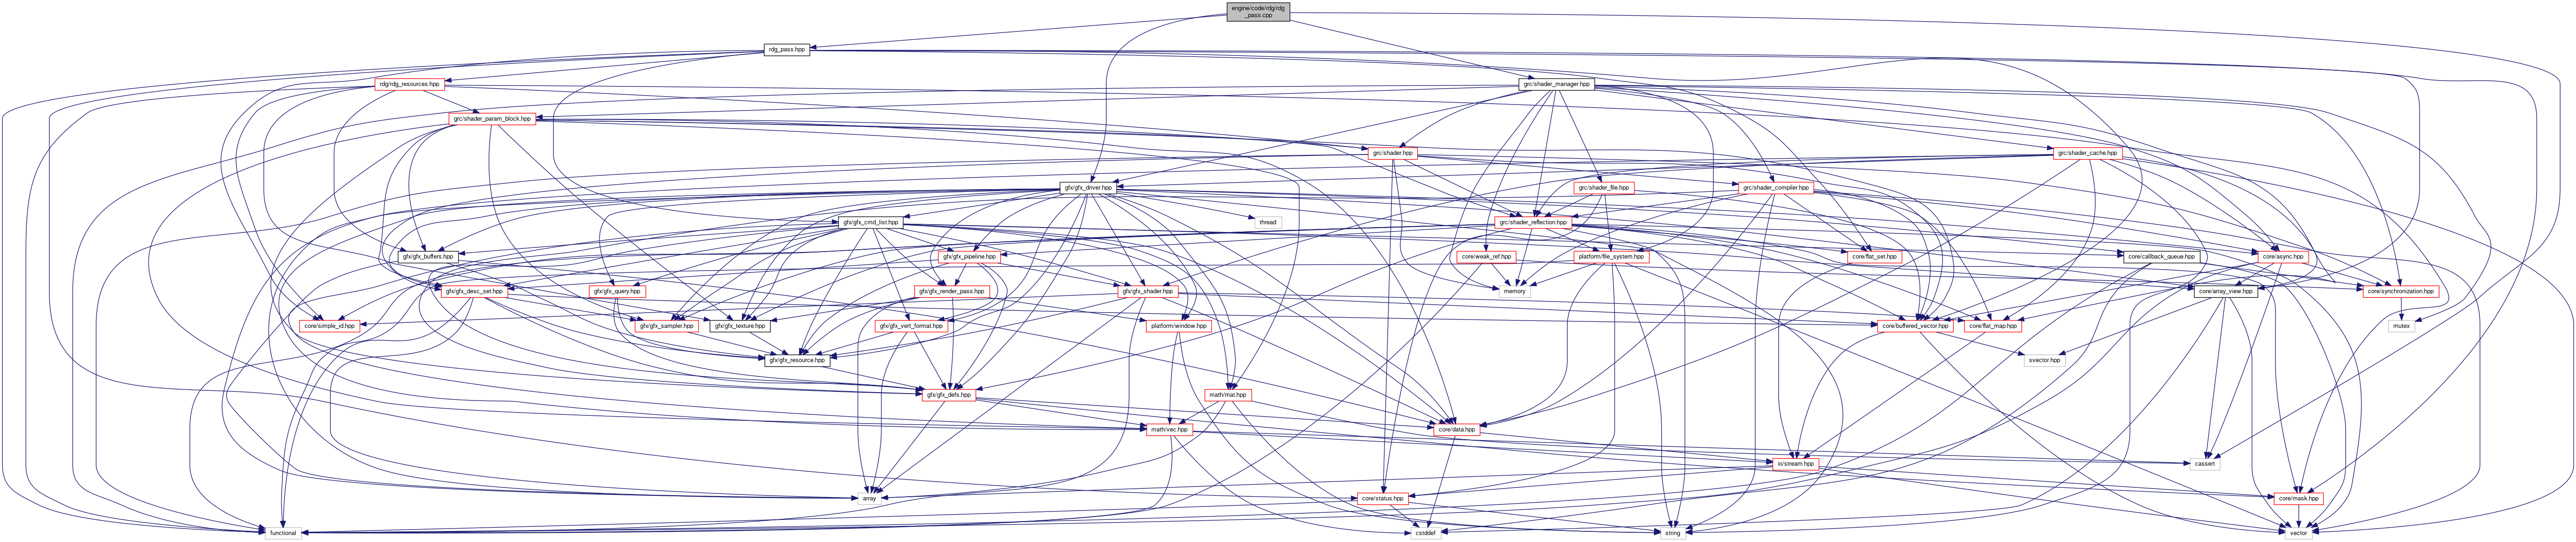 engine/code/rdg/rdg
_pass.cpp
rdg_pass.hpp
rdg/rdg_resources.hpp
grc/shader_manager.hpp
grc/shader_param_block.hpp
grc/shader.hpp
grc/shader_cache.hpp
gfx/gfx_driver.hpp
grc/shader_file.hpp
grc/shader_compiler.hpp
gfx/gfx_cmd_list.hpp
thread
grc/shader_reflection.hpp
gfx/gfx_buffers.hpp
gfx/gfx_pipeline.hpp
core/weak_ref.hpp
platform/file_system.hpp
core/flat_set.hpp
core/callback_queue.hpp
core/async.hpp
gfx/gfx_desc_set.hpp
gfx/gfx_query.hpp
gfx/gfx_render_pass.hpp
gfx/gfx_shader.hpp
memory
core/array_view.hpp
core/synchronization.hpp
core/simple_id.hpp
gfx/gfx_sampler.hpp
gfx/gfx_texture.hpp
gfx/gfx_vert_format.hpp
platform/window.hpp
core/buffered_vector.hpp
core/flat_map.hpp
mutex
gfx/gfx_resource.hpp
svector.hpp
gfx/gfx_defs.hpp
math/mat.hpp
math/vec.hpp
core/data.hpp
io/stream.hpp
cassert
array
core/status.hpp
core/mask.hpp
functional
cstddef
string
vector